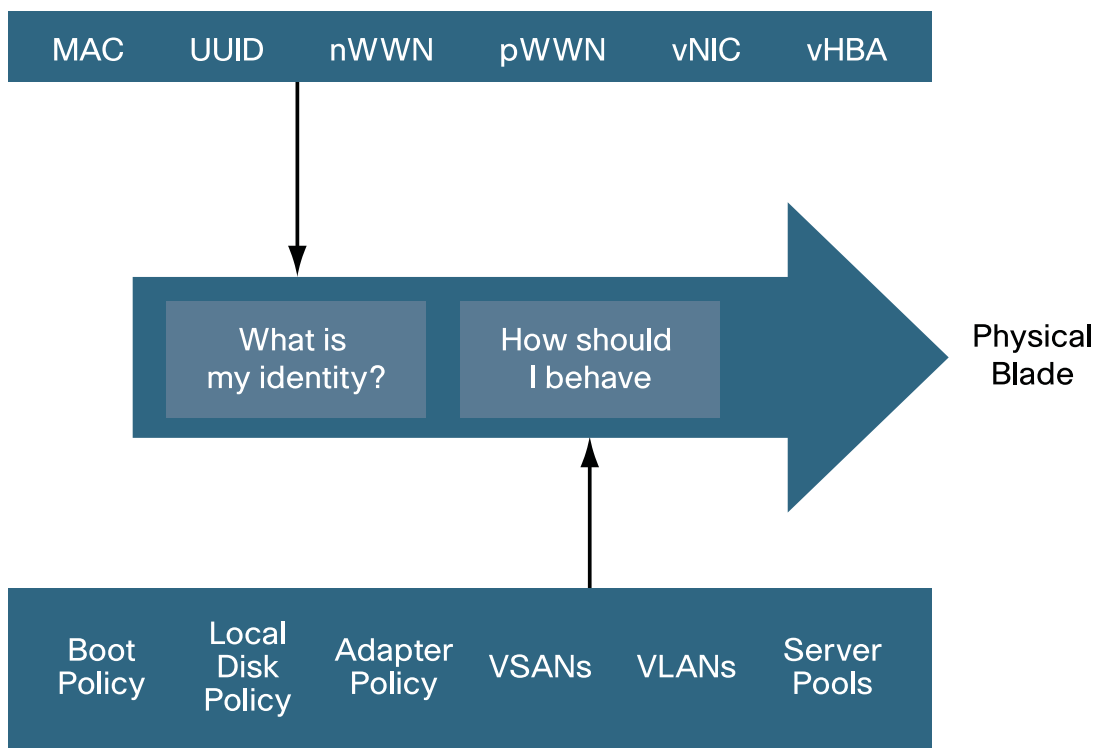 MAC UUID nWWN pWWN vNIC vHBA
What is
my identity?
How should
I behave
Physical
Blade
Boot
Policy
Local
Disk
Policy
Adapter
Policy
VSANs
VLANs
Server
Pools